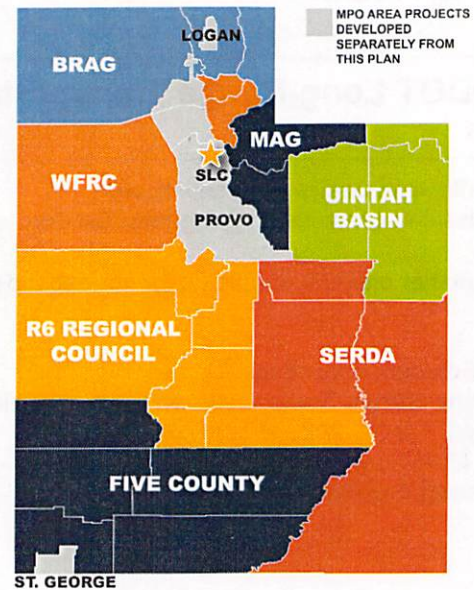 MPO AREA PROJECTS
DEVELOPED
SEPARATELY FROM
THIS PLAN
LOGAN
BRAG
MAG
WFRC
SLC
UINTAH
BASIN
PROVO
R6 REGIONAL
COUNCIL
SERDA
FIVE COUNTY
ST. GEORGE